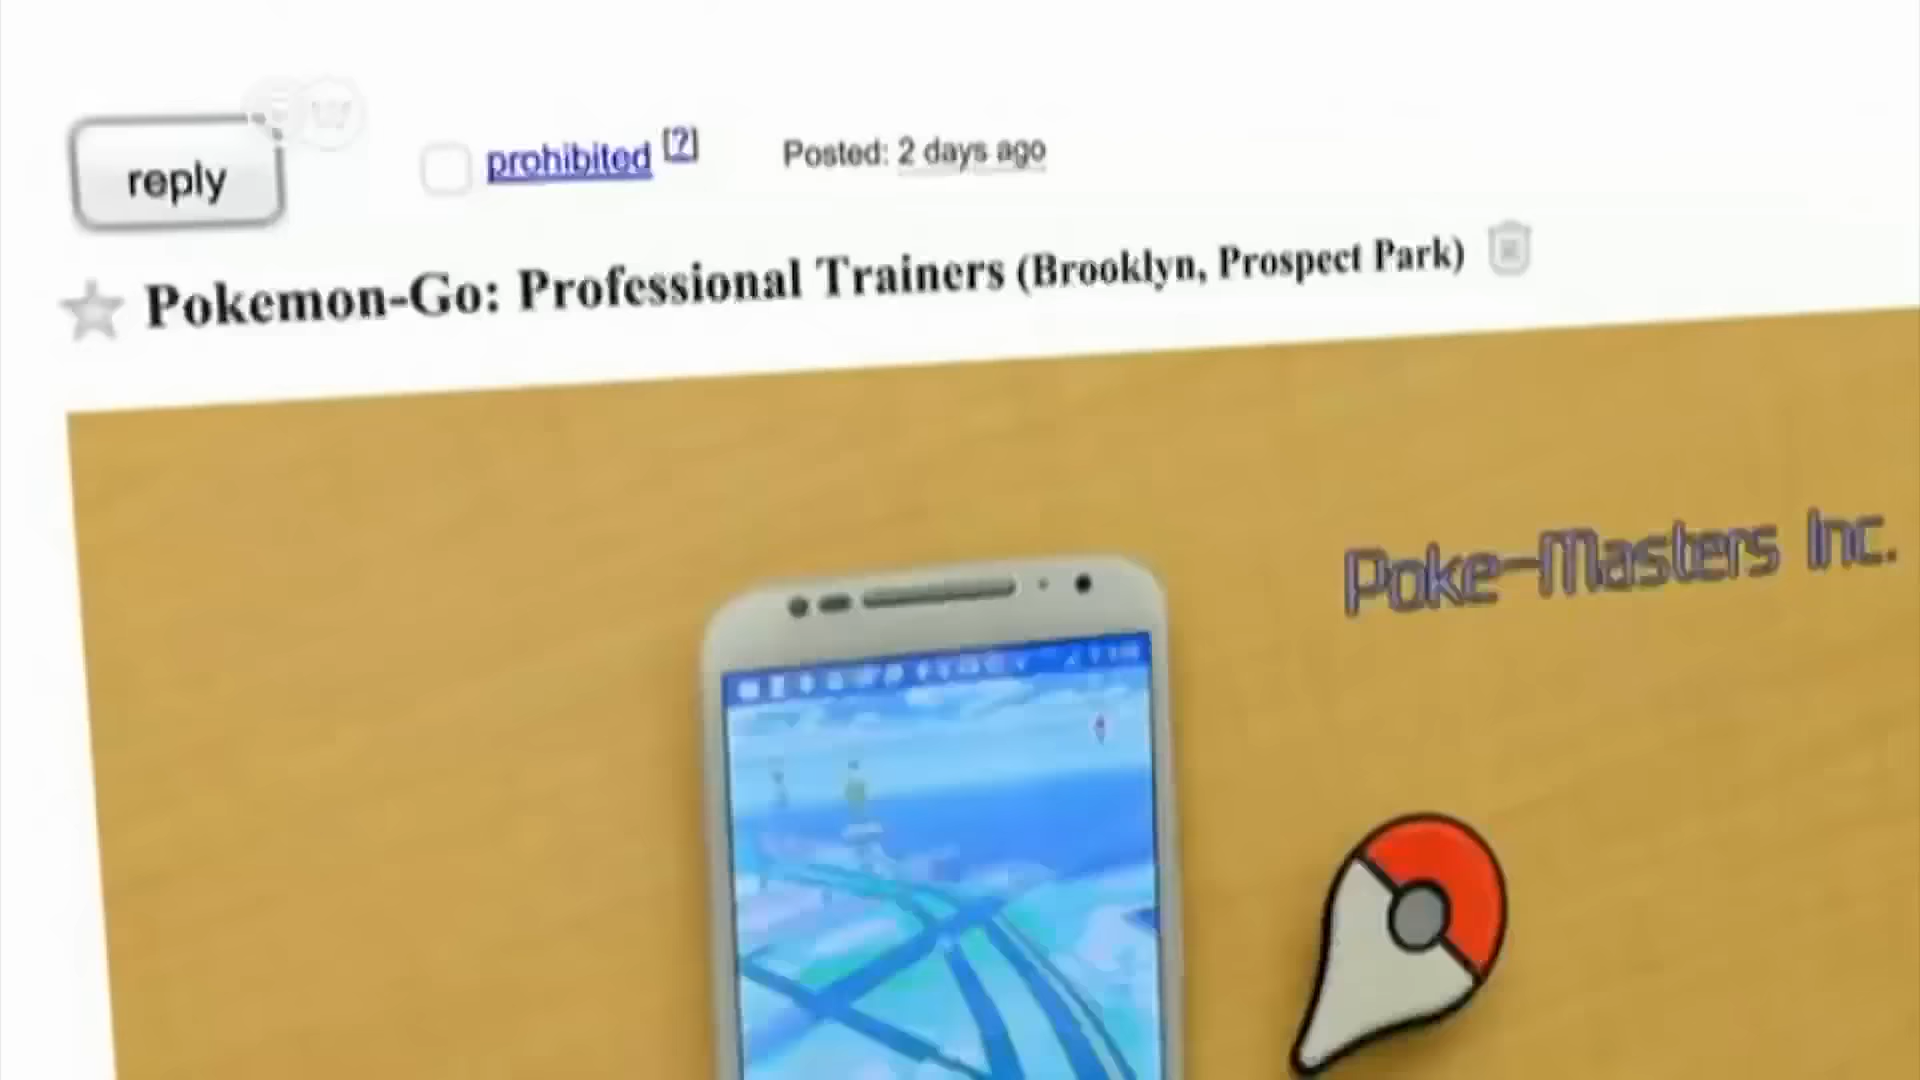 reply
prohibited [?]
Posted: 2 days ago
Pokemon-Go: Professional Trainers (Brooklyn, Prospect Park)
Poke-Masters Inc.